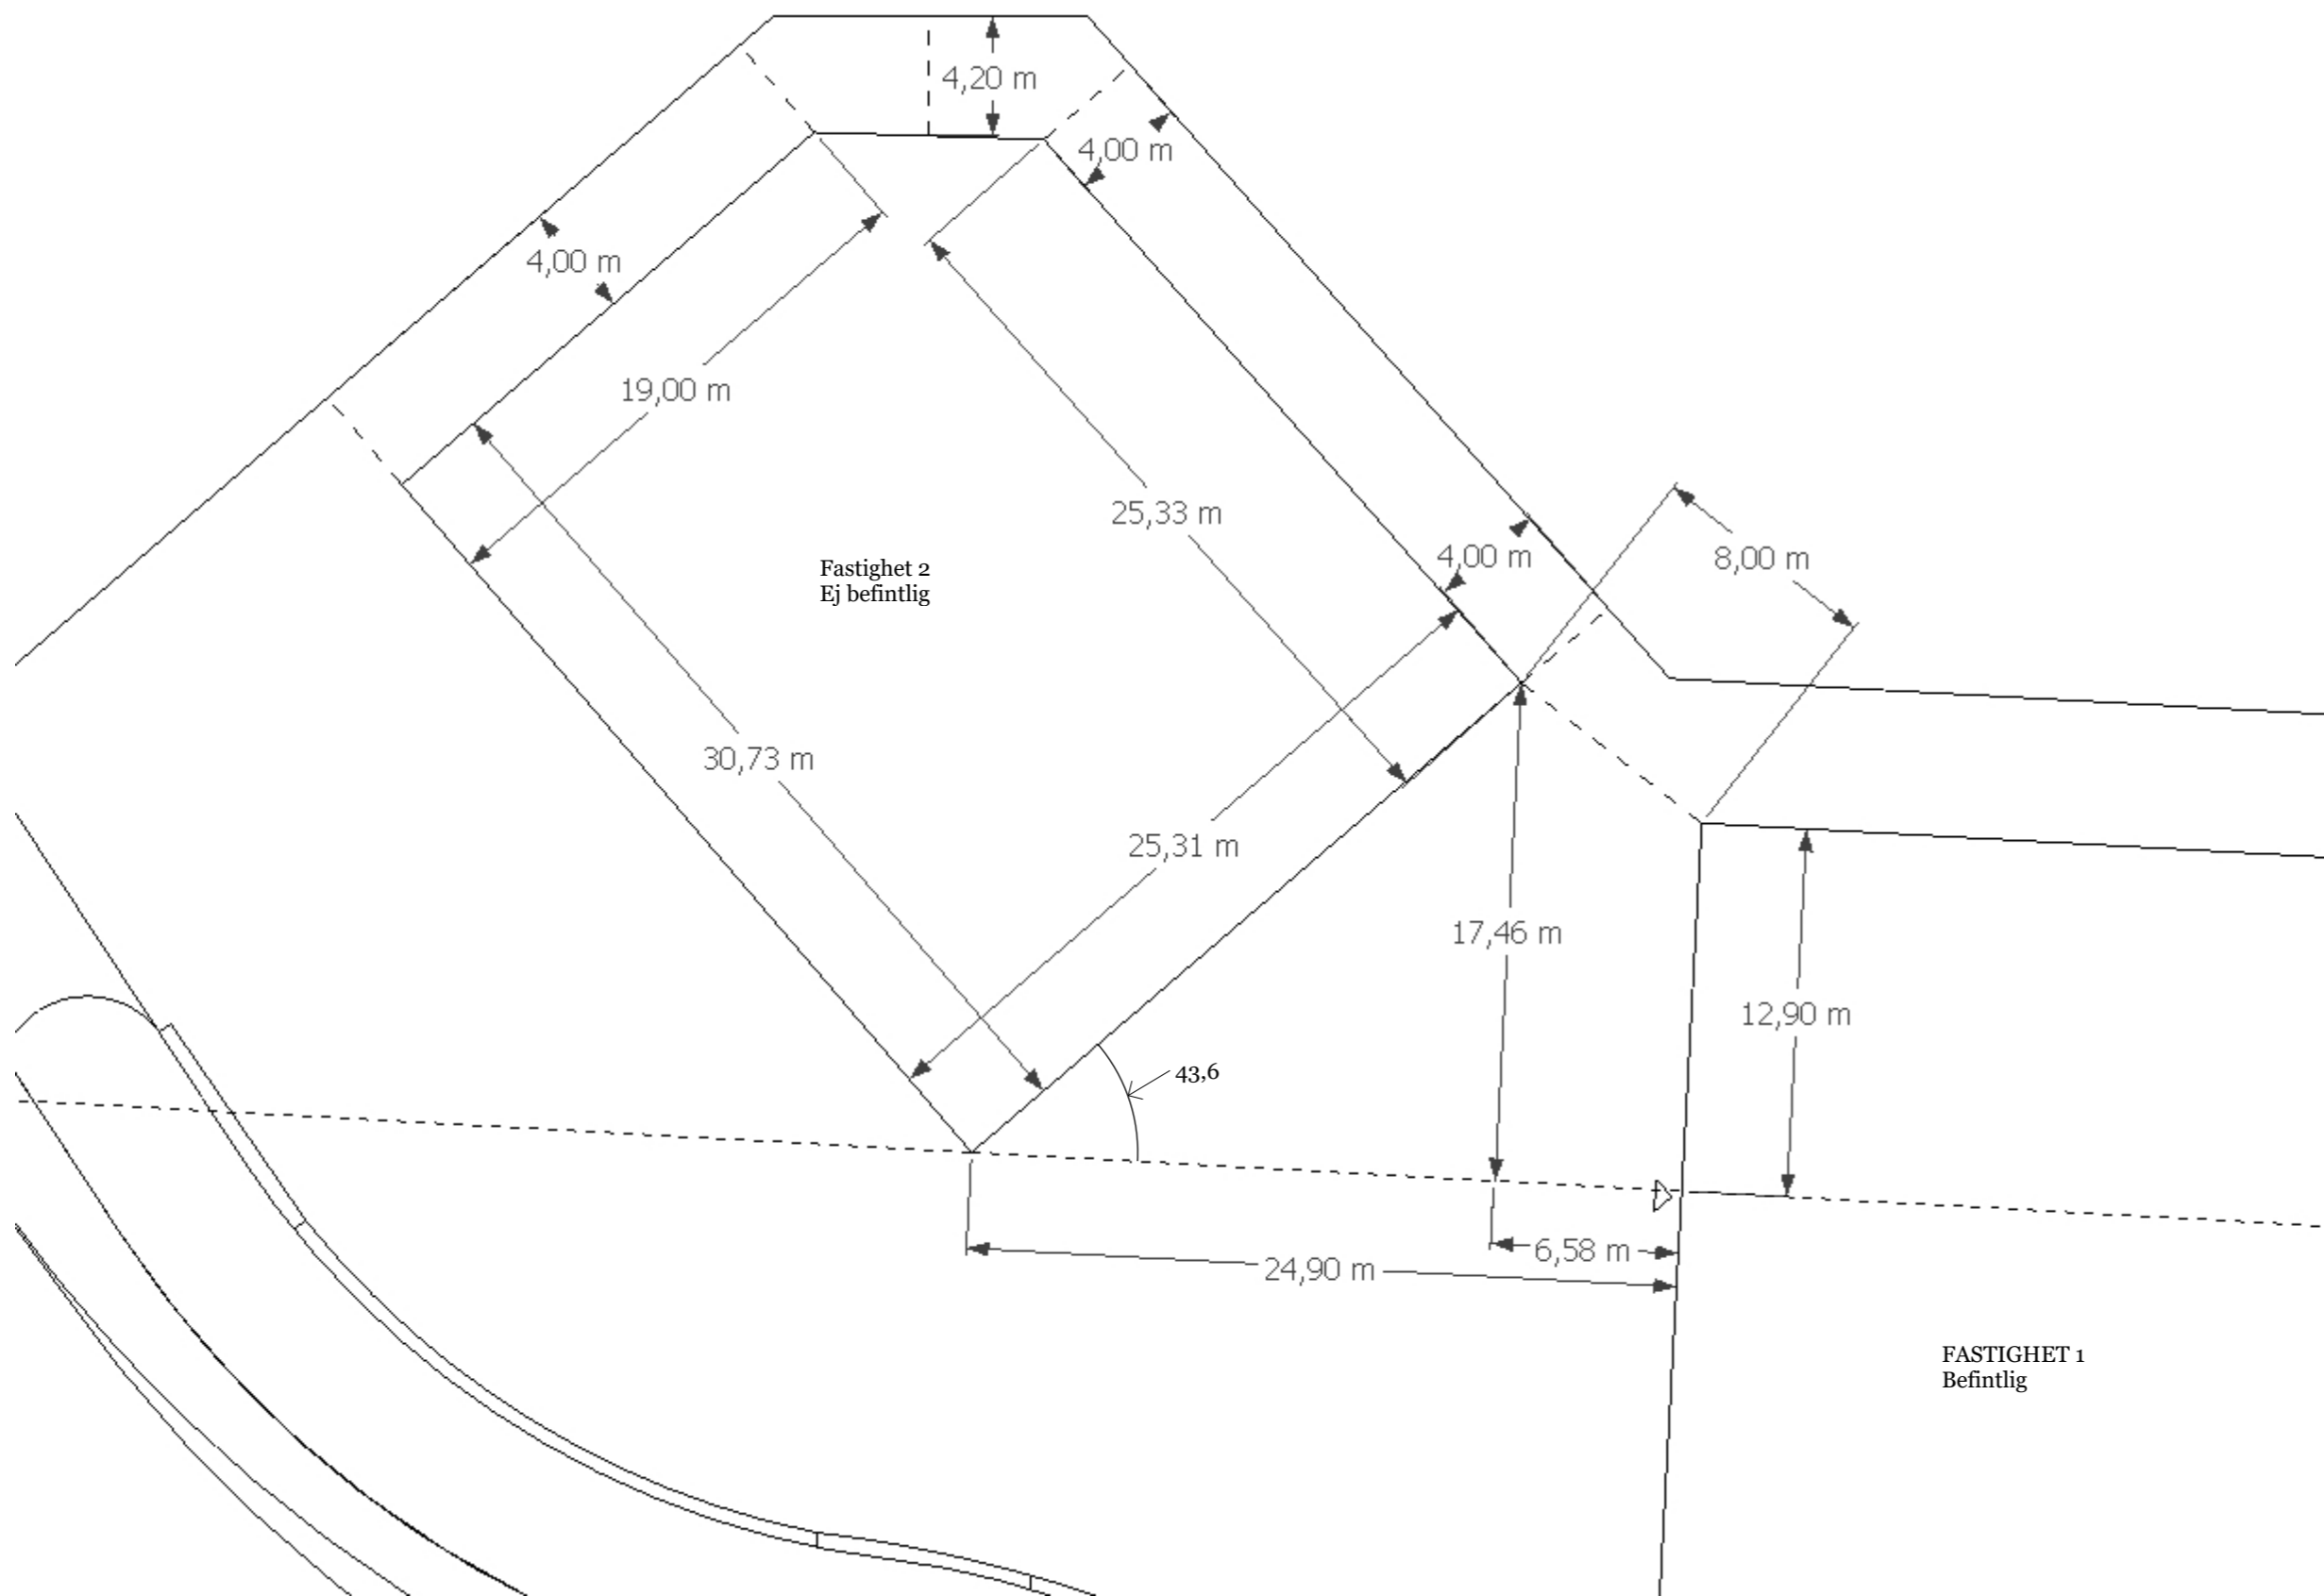 4,20 m
4,00 m
4,00 m
19,00 m
25,33 m
4,00 m
8,00 m
Fastighet 2
Ej befintlig
30,73 m
25,31 m
17,46 m
12,90 m
43,6
6,58 m
24,90 m
FASTIGHET 1
Befintlig